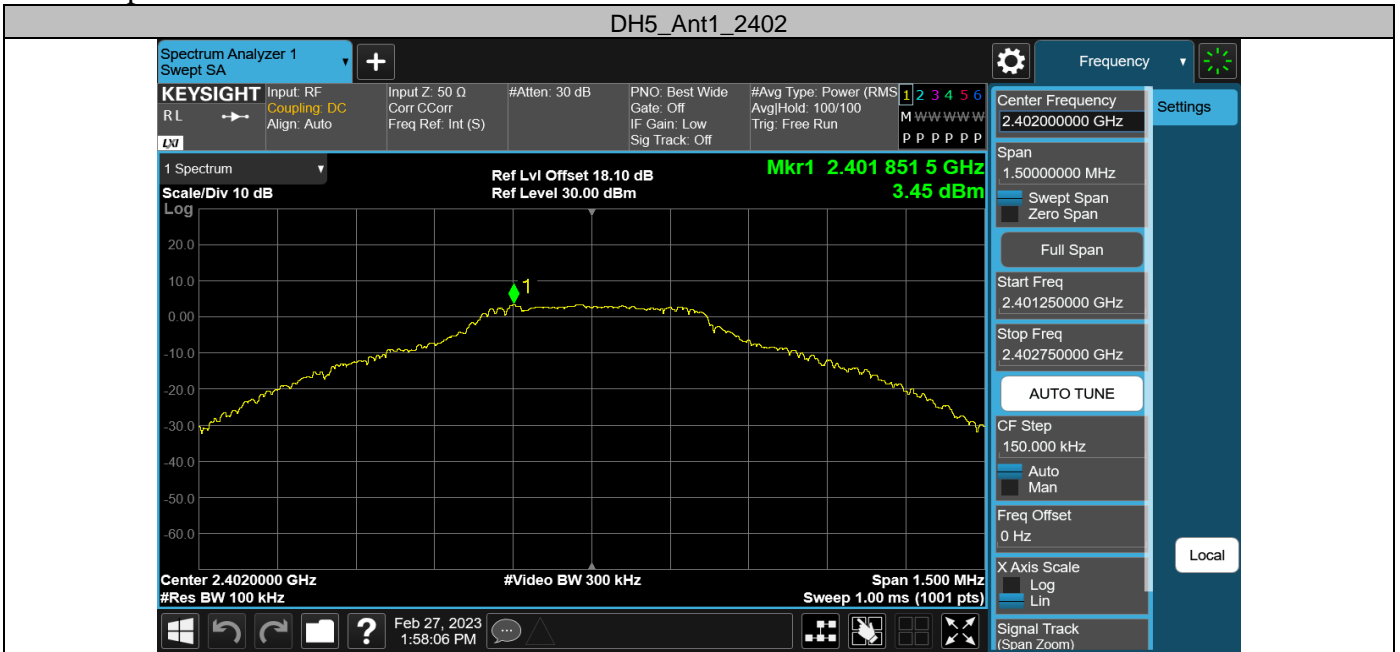 DH5_Ant1_2402
Spectrum Analyzer 1
Swept SA
Frequency
KEYSIGHT
RL
LXI
Input: RF
Coupling: DC
Align: Auto
Input Z: 50 Ω
Corr CCorr
Freq Ref: Int (S)
#Atten: 30 dB
PNO: Best Wide
Gate: Off
IF Gain: Low
Sig Track: Off
#Avg Type: Power (RMS
Avg|Hold: 100/100
Trig: Free Run
1 2 3 4 5 6
M W W W W W
P P P P P P
1 Spectrum
Scale/Div 10 dB
Ref Lvl Offset 18.10 dB
Ref Level 30.00 dBm
Mkr1 2.401 851 5 GHz
3.45 dBm
Log
20.0
10.0
0.00
-10.0
-20.0
-30.0
-40.0
-50.0
-60.0
1
Center 2.4020000 GHz
#Res BW 100 kHz
#Video BW 300 kHz
Span 1.500 MHz
Sweep 1.00 ms (1001 pts)
Feb 27, 2023
1:58:06 PM
Center Frequency
2.402000000 GHz
Span
1.50000000 MHz
Swept Span
Zero Span
Full Span
Start Freq
2.401250000 GHz
Stop Freq
2.402750000 GHz
AUTO TUNE
CF Step
150.000 kHz
Auto
Man
Freq Offset
0 Hz
X Axis Scale
Log
Lin
Signal Track
(Span Zoom)
Settings
Local